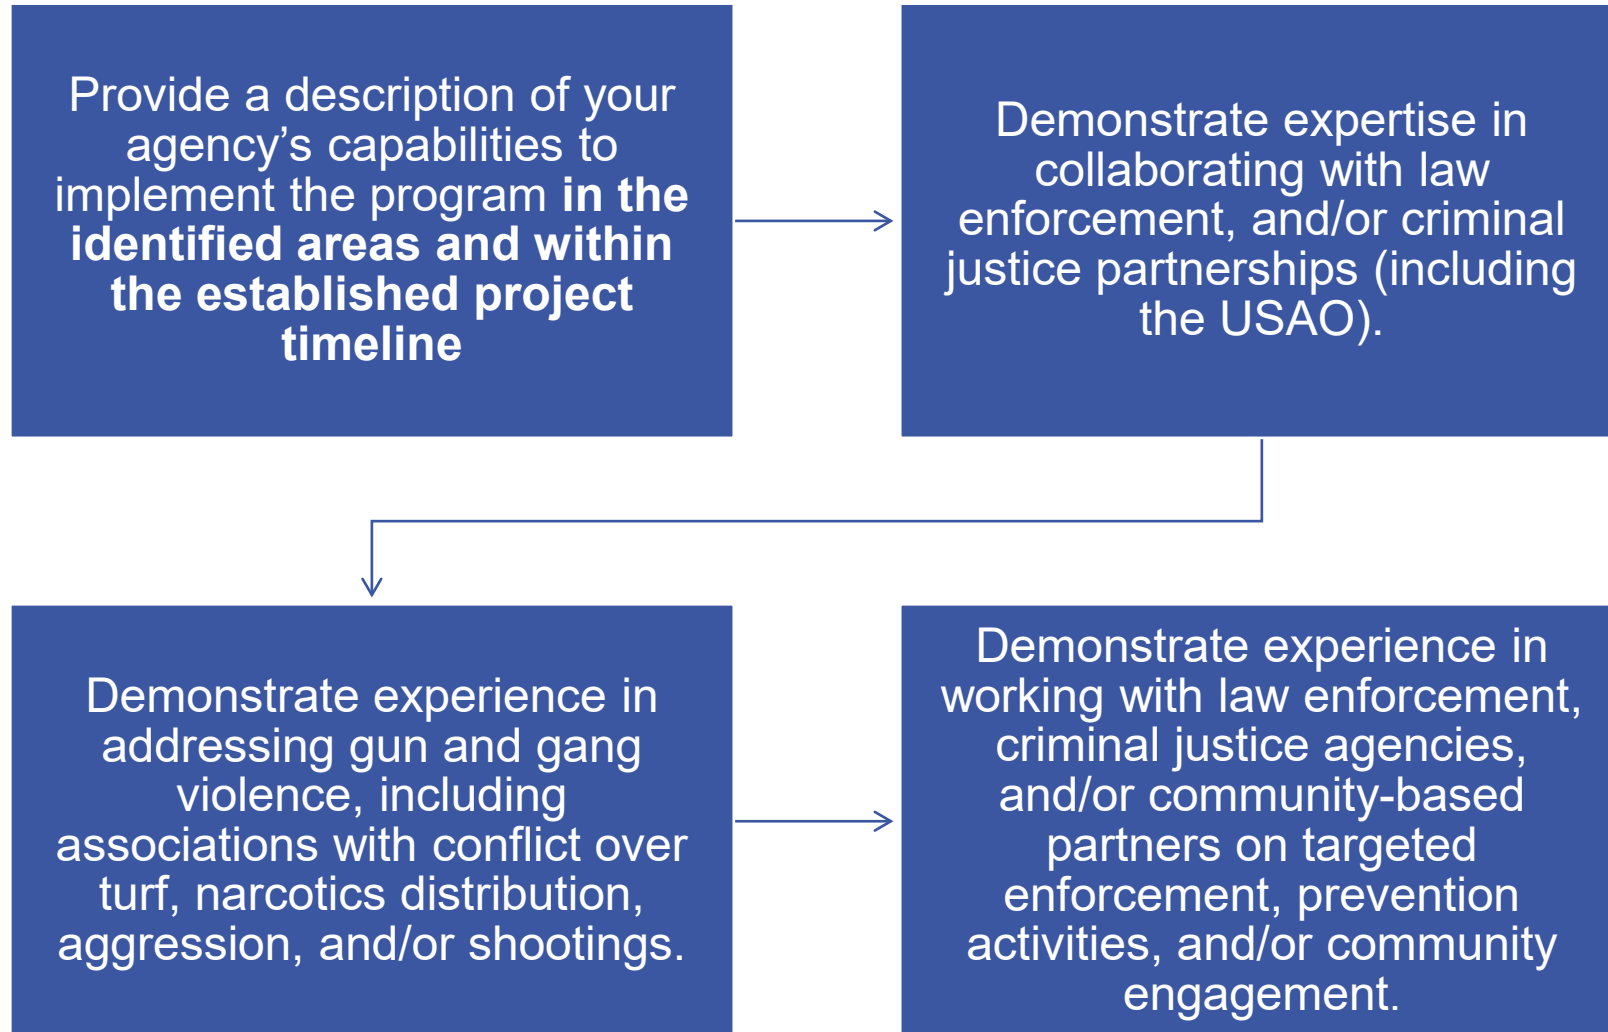 Provide a description of your
agency’s capabilities to
implement the program in the
identified areas and within
the established project
timeline
Demonstrate expertise in
collaborating with law
enforcement, and/or criminal
justice partnerships (including
the USAO).
Demonstrate experience in
addressing gun and gang
violence, including
associations with conflict over
turf, narcotics distribution,
aggression, and/or shootings.
Demonstrate experience in
working with law enforcement,
criminal justice agencies,
and/or community-based
partners on targeted
enforcement, prevention
activities, and/or community
engagement.